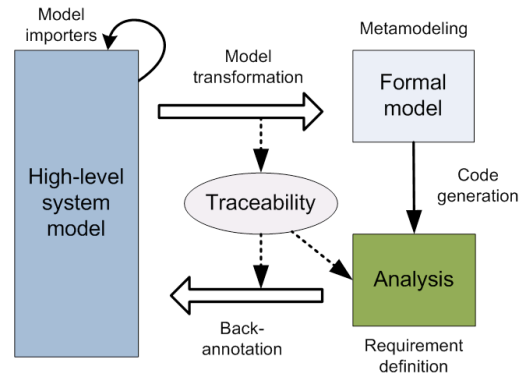 Model
importers
Model
transformation
Metamodeling
Formal
model
High-level
system
model
Traceability
Code
generation
Analysis
Back-
annotation
Requirement
definition